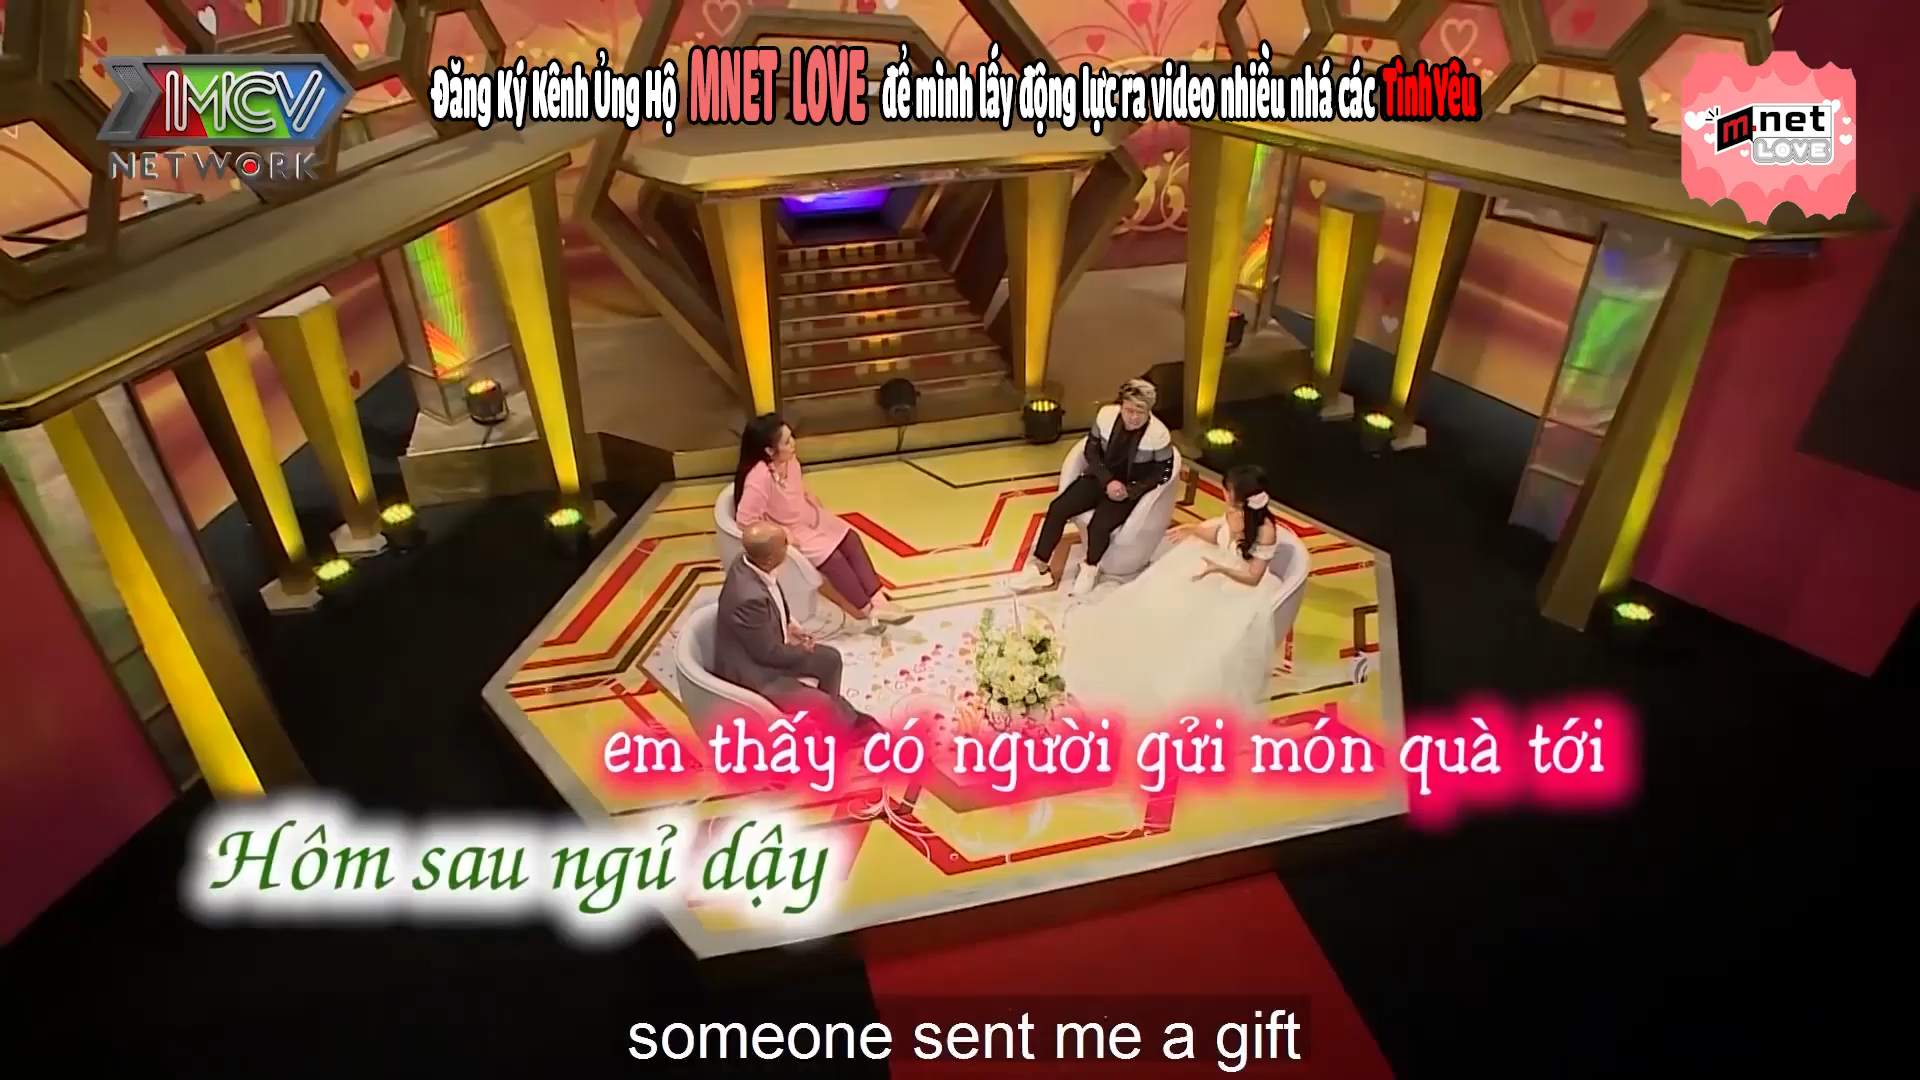 MCV
NETWORK
Đăng Ký Kênh Ủng Hộ MNET LOVE để mình lấy động lực ra video nhiều nhá các Tình Yêu
m.net
LOVE
em thấy có người gửi món quà tới
Hôm sau ngủ dậy
someone sent me a gift